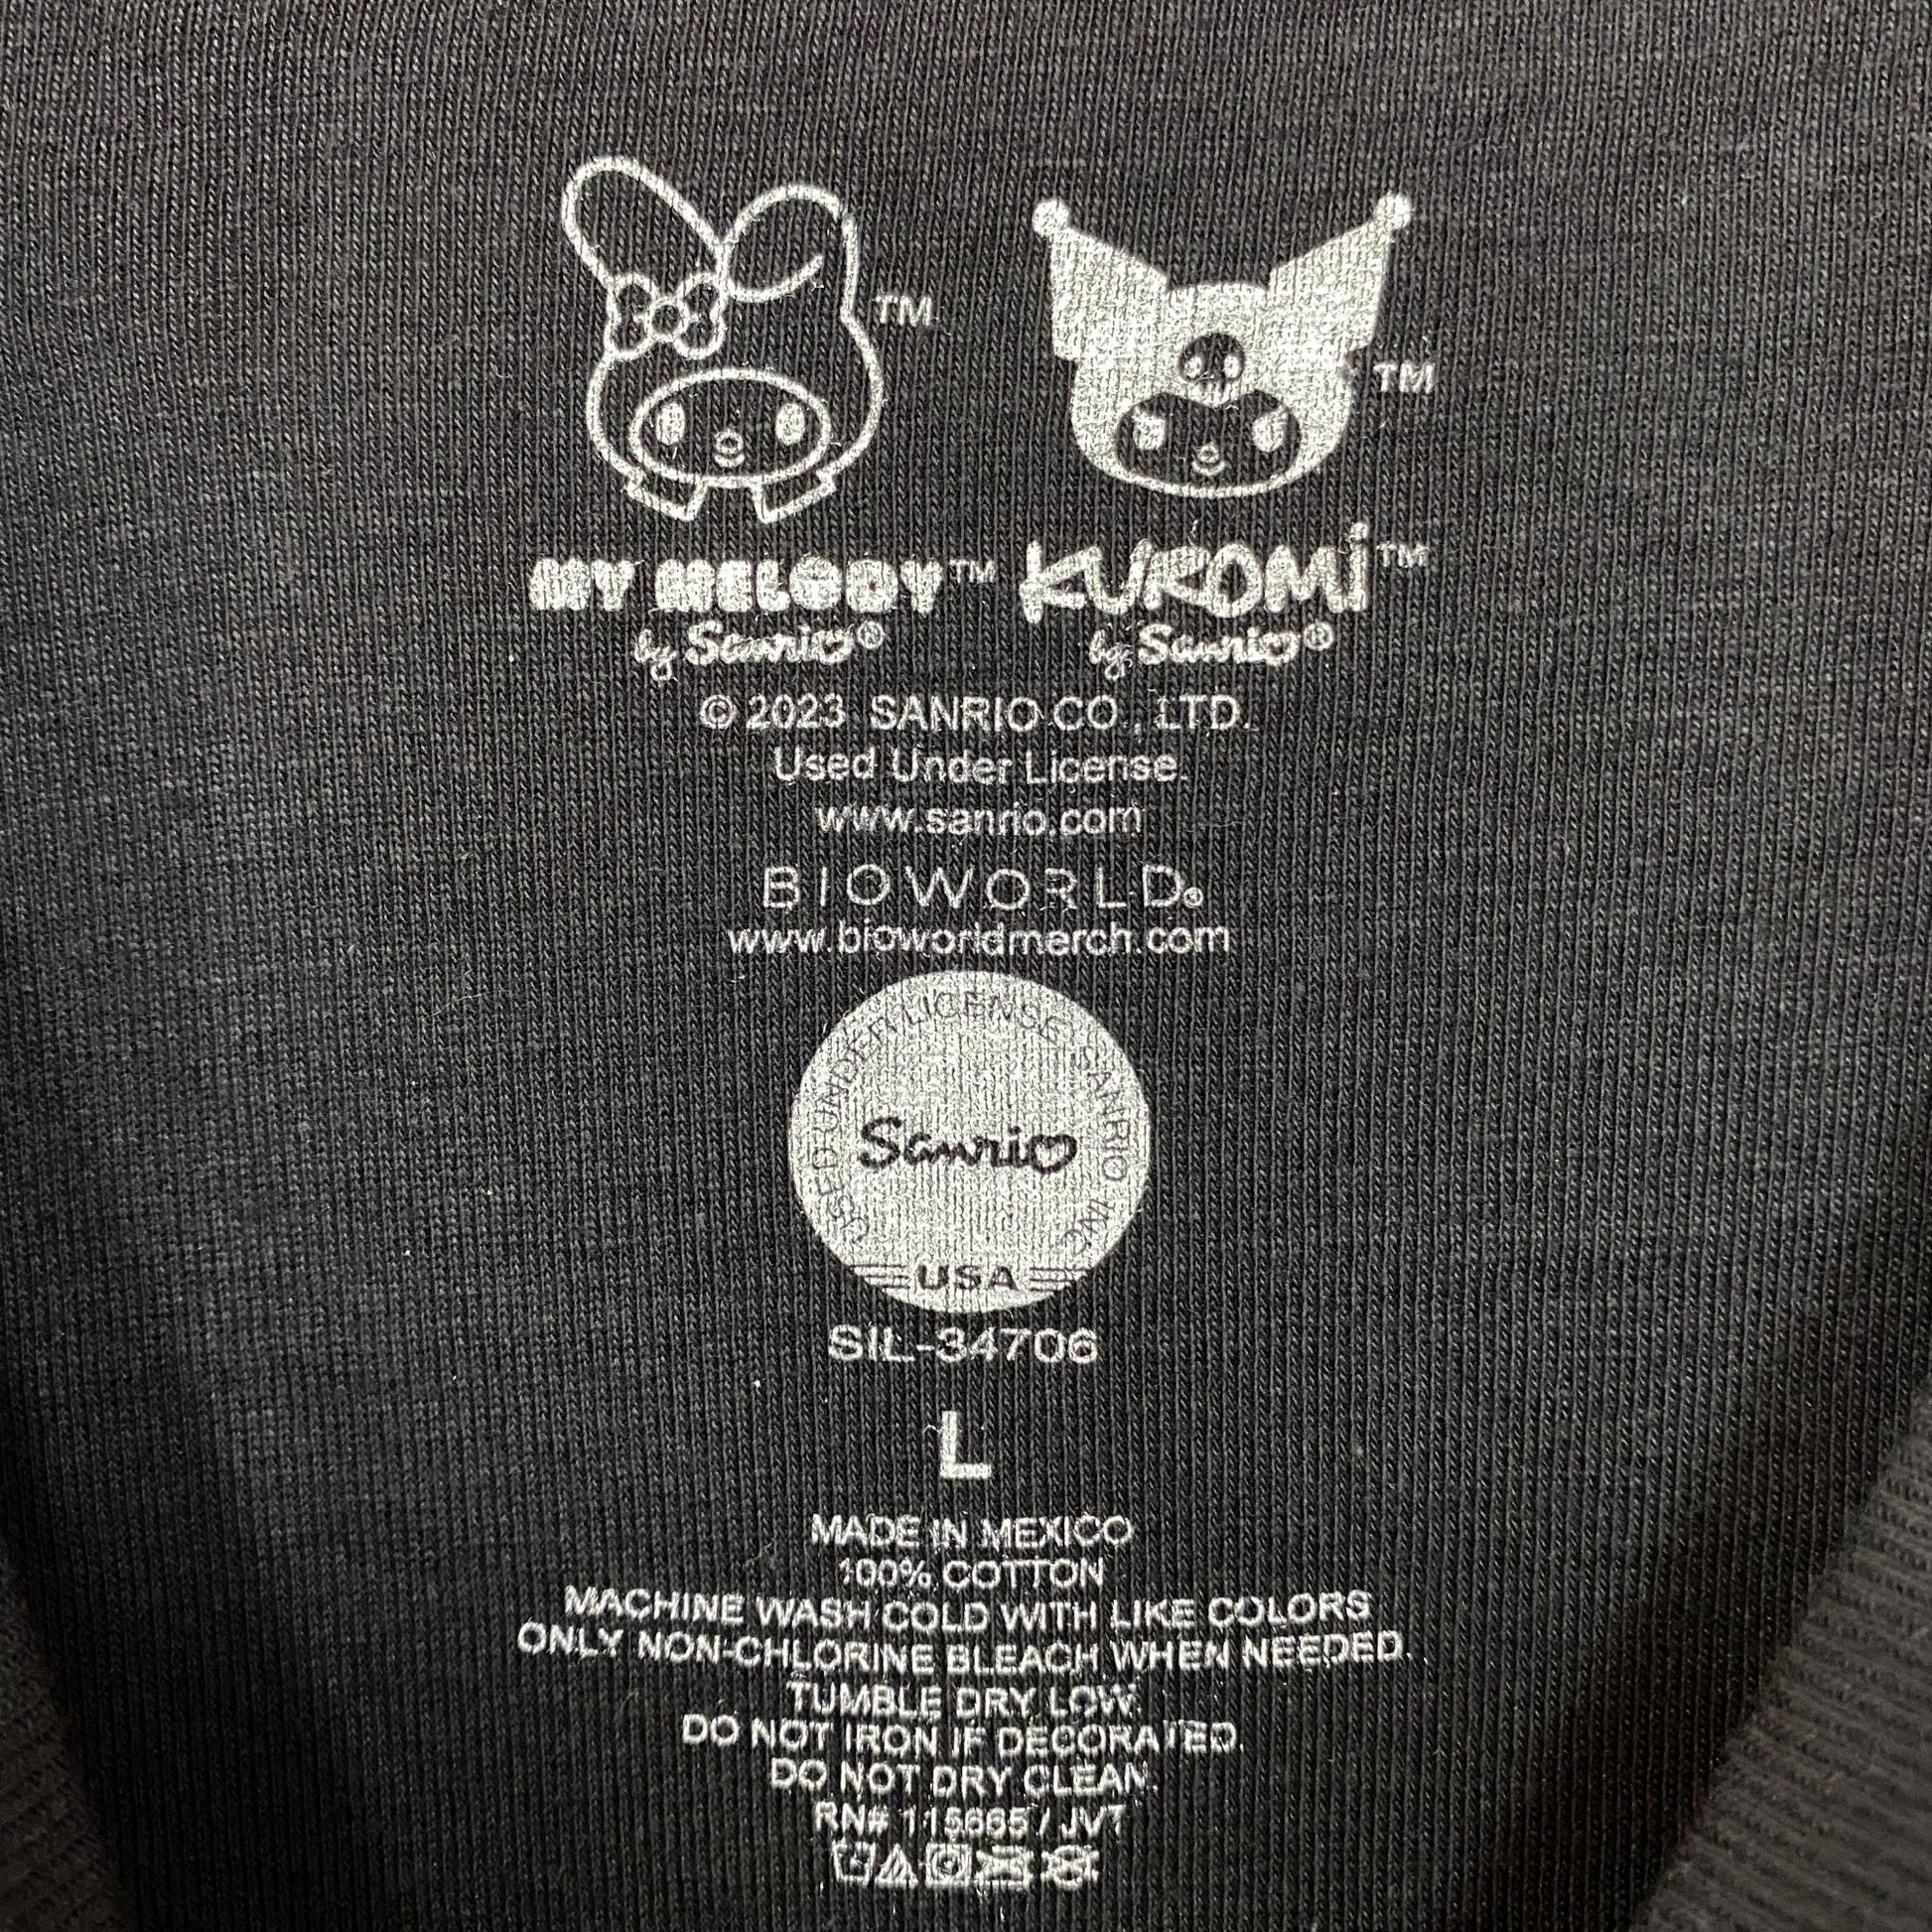 TM
TM
MY MELODY™ KUROMI™
by Sanrio® by Sanrio®
© 2023 SANRIO CO., LTD.
Used Under License.
www.sanrio.com
BIOWORLD®
www.bioworldmerch.com
USED UNDER LICENSE SANRIO INC.
Sanrio
USA
SIL-34706
L
MADE IN MEXICO
100% COTTON
MACHINE WASH COLD WITH LIKE COLORS
ONLY NON-CHLORINE BLEACH WHEN NEEDED.
TUMBLE DRY LOW.
DO NOT IRON IF DECORATED.
DO NOT DRY CLEAN.
RN# 115665 / JV7